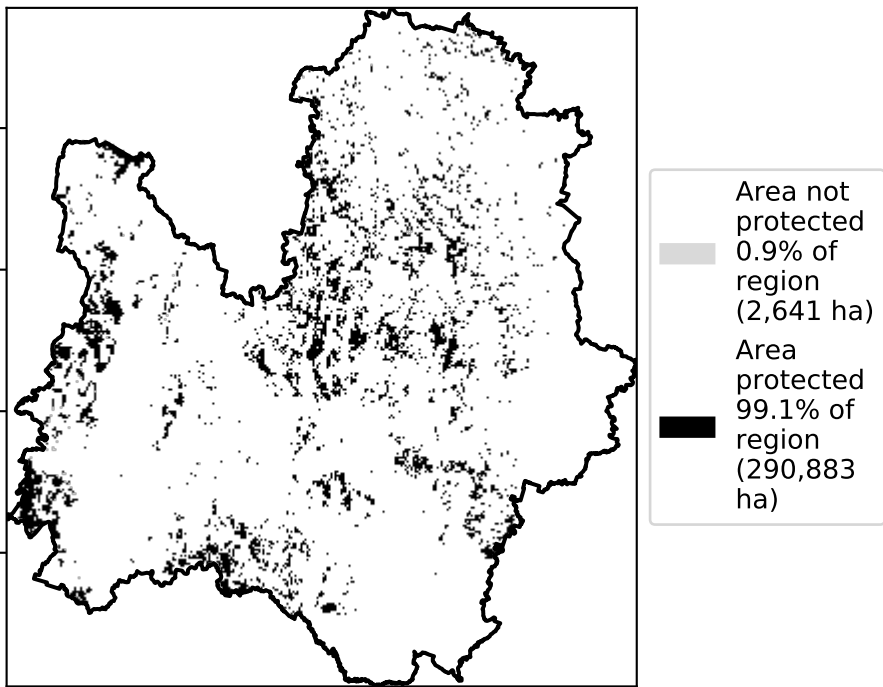 Area not
protected
0.9% of
region
(2,641 ha)
Area
protected
99.1% of
region
(290,883
ha)